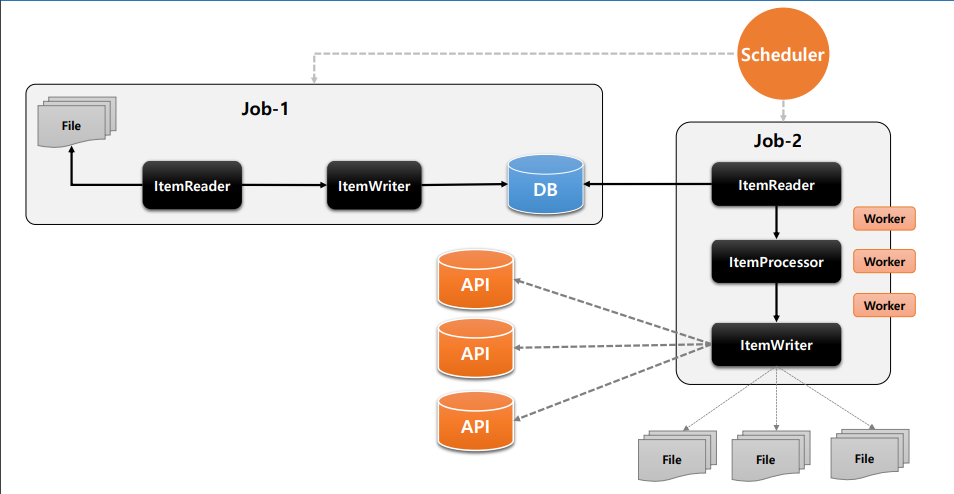 Scheduler
Job-1
File
ItemReader
ItemWriter
DB
Job-2
ItemReader
Worker
ItemProcessor
Worker
Worker
ItemWriter
API
API
API
File
File
File